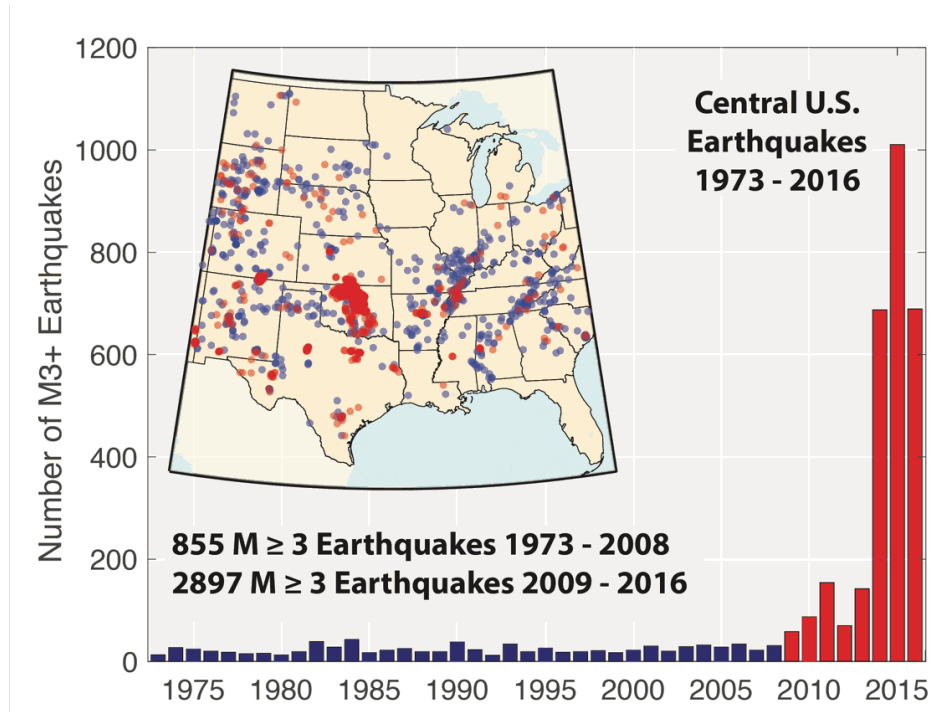 1200
1000
800
600
400
200
0
Number of M3+ Earthquakes
Central U.S.
Earthquakes
1973 - 2016
855 M ≥ 3 Earthquakes 1973 - 2008
2897 M ≥ 3 Earthquakes 2009 - 2016
1975 1980 1985 1990 1995 2000 2005 2010 2015